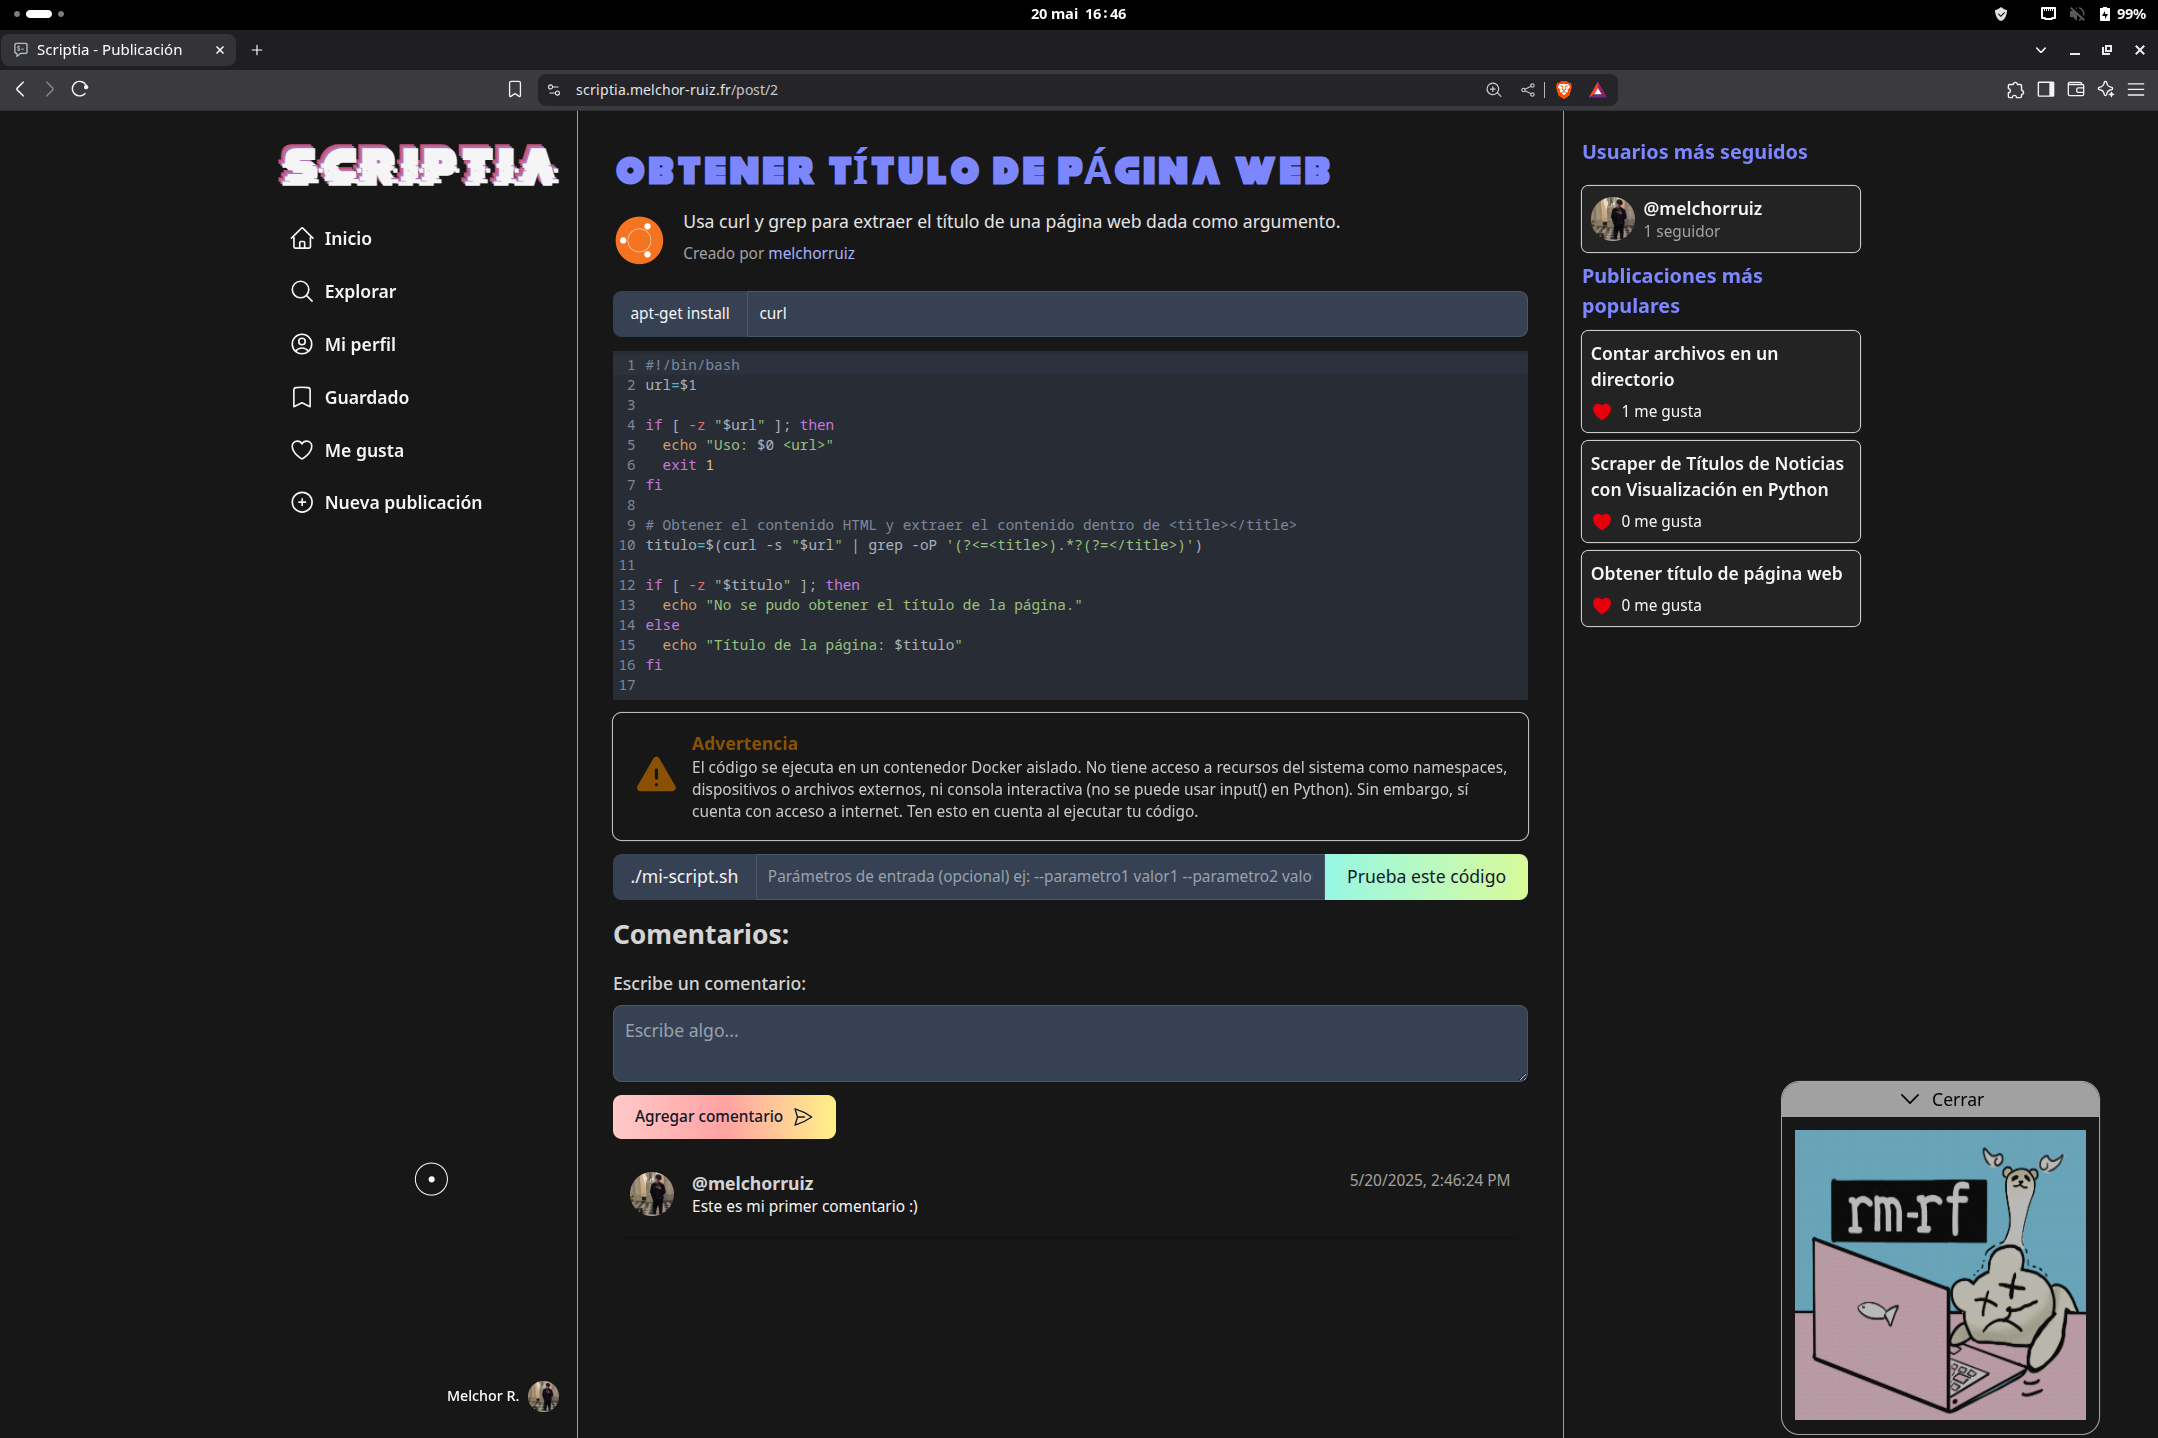 20 mai 16:46
99%
Scriptia - Publicación
scriptia.melchor-ruiz.fr/post/2
SCRIPTIA
Inicio
Explorar
Mi perfil
Guardado
Me gusta
Nueva publicación
Melchor R.
OBTENER TÍTULO DE PÁGINA WEB
Usa curl y grep para extraer el título de una página web dada como argumento.
Creado por melchorruiz
apt-get install curl
1 #!/bin/bash
2 url=$1
3
4 if [ -z "$url" ]; then
5   echo "Uso: $0 <url>"
6   exit 1
7 fi
8
9 # Obtener el contenido HTML y extraer el contenido dentro de <title></title>
10 titulo=$(curl -s "$url" | grep -oP '(?<=<title>).*?(?=</title>)')
11
12 if [ -z "$titulo" ]; then
13   echo "No se pudo obtener el título de la página."
14 else
15   echo "Título de la página: $titulo"
16 fi
17
Advertencia
El código se ejecuta en un contenedor Docker aislado. No tiene acceso a recursos del sistema como namespaces,
dispositivos o archivos externos, ni consola interactiva (no se puede usar input() en Python). Sin embargo, sí
cuenta con acceso a internet. Ten esto en cuenta al ejecutar tu código.
./mi-script.sh Parámetros de entrada (opcional) ej: --parametro1 valor1 --parametro2 valo Prueba este código
Comentarios:
Escribe un comentario:
Escribe algo...
Agregar comentario
@melchorruiz 5/20/2025, 2:46:24 PM
Este es mi primer comentario :)
Usuarios más seguidos
@melchorruiz
1 seguidor
Publicaciones más
populares
Contar archivos en un
directorio
1 me gusta
Scraper de Títulos de Noticias
con Visualización en Python
0 me gusta
Obtener título de página web
0 me gusta
Cerrar
rm-rf